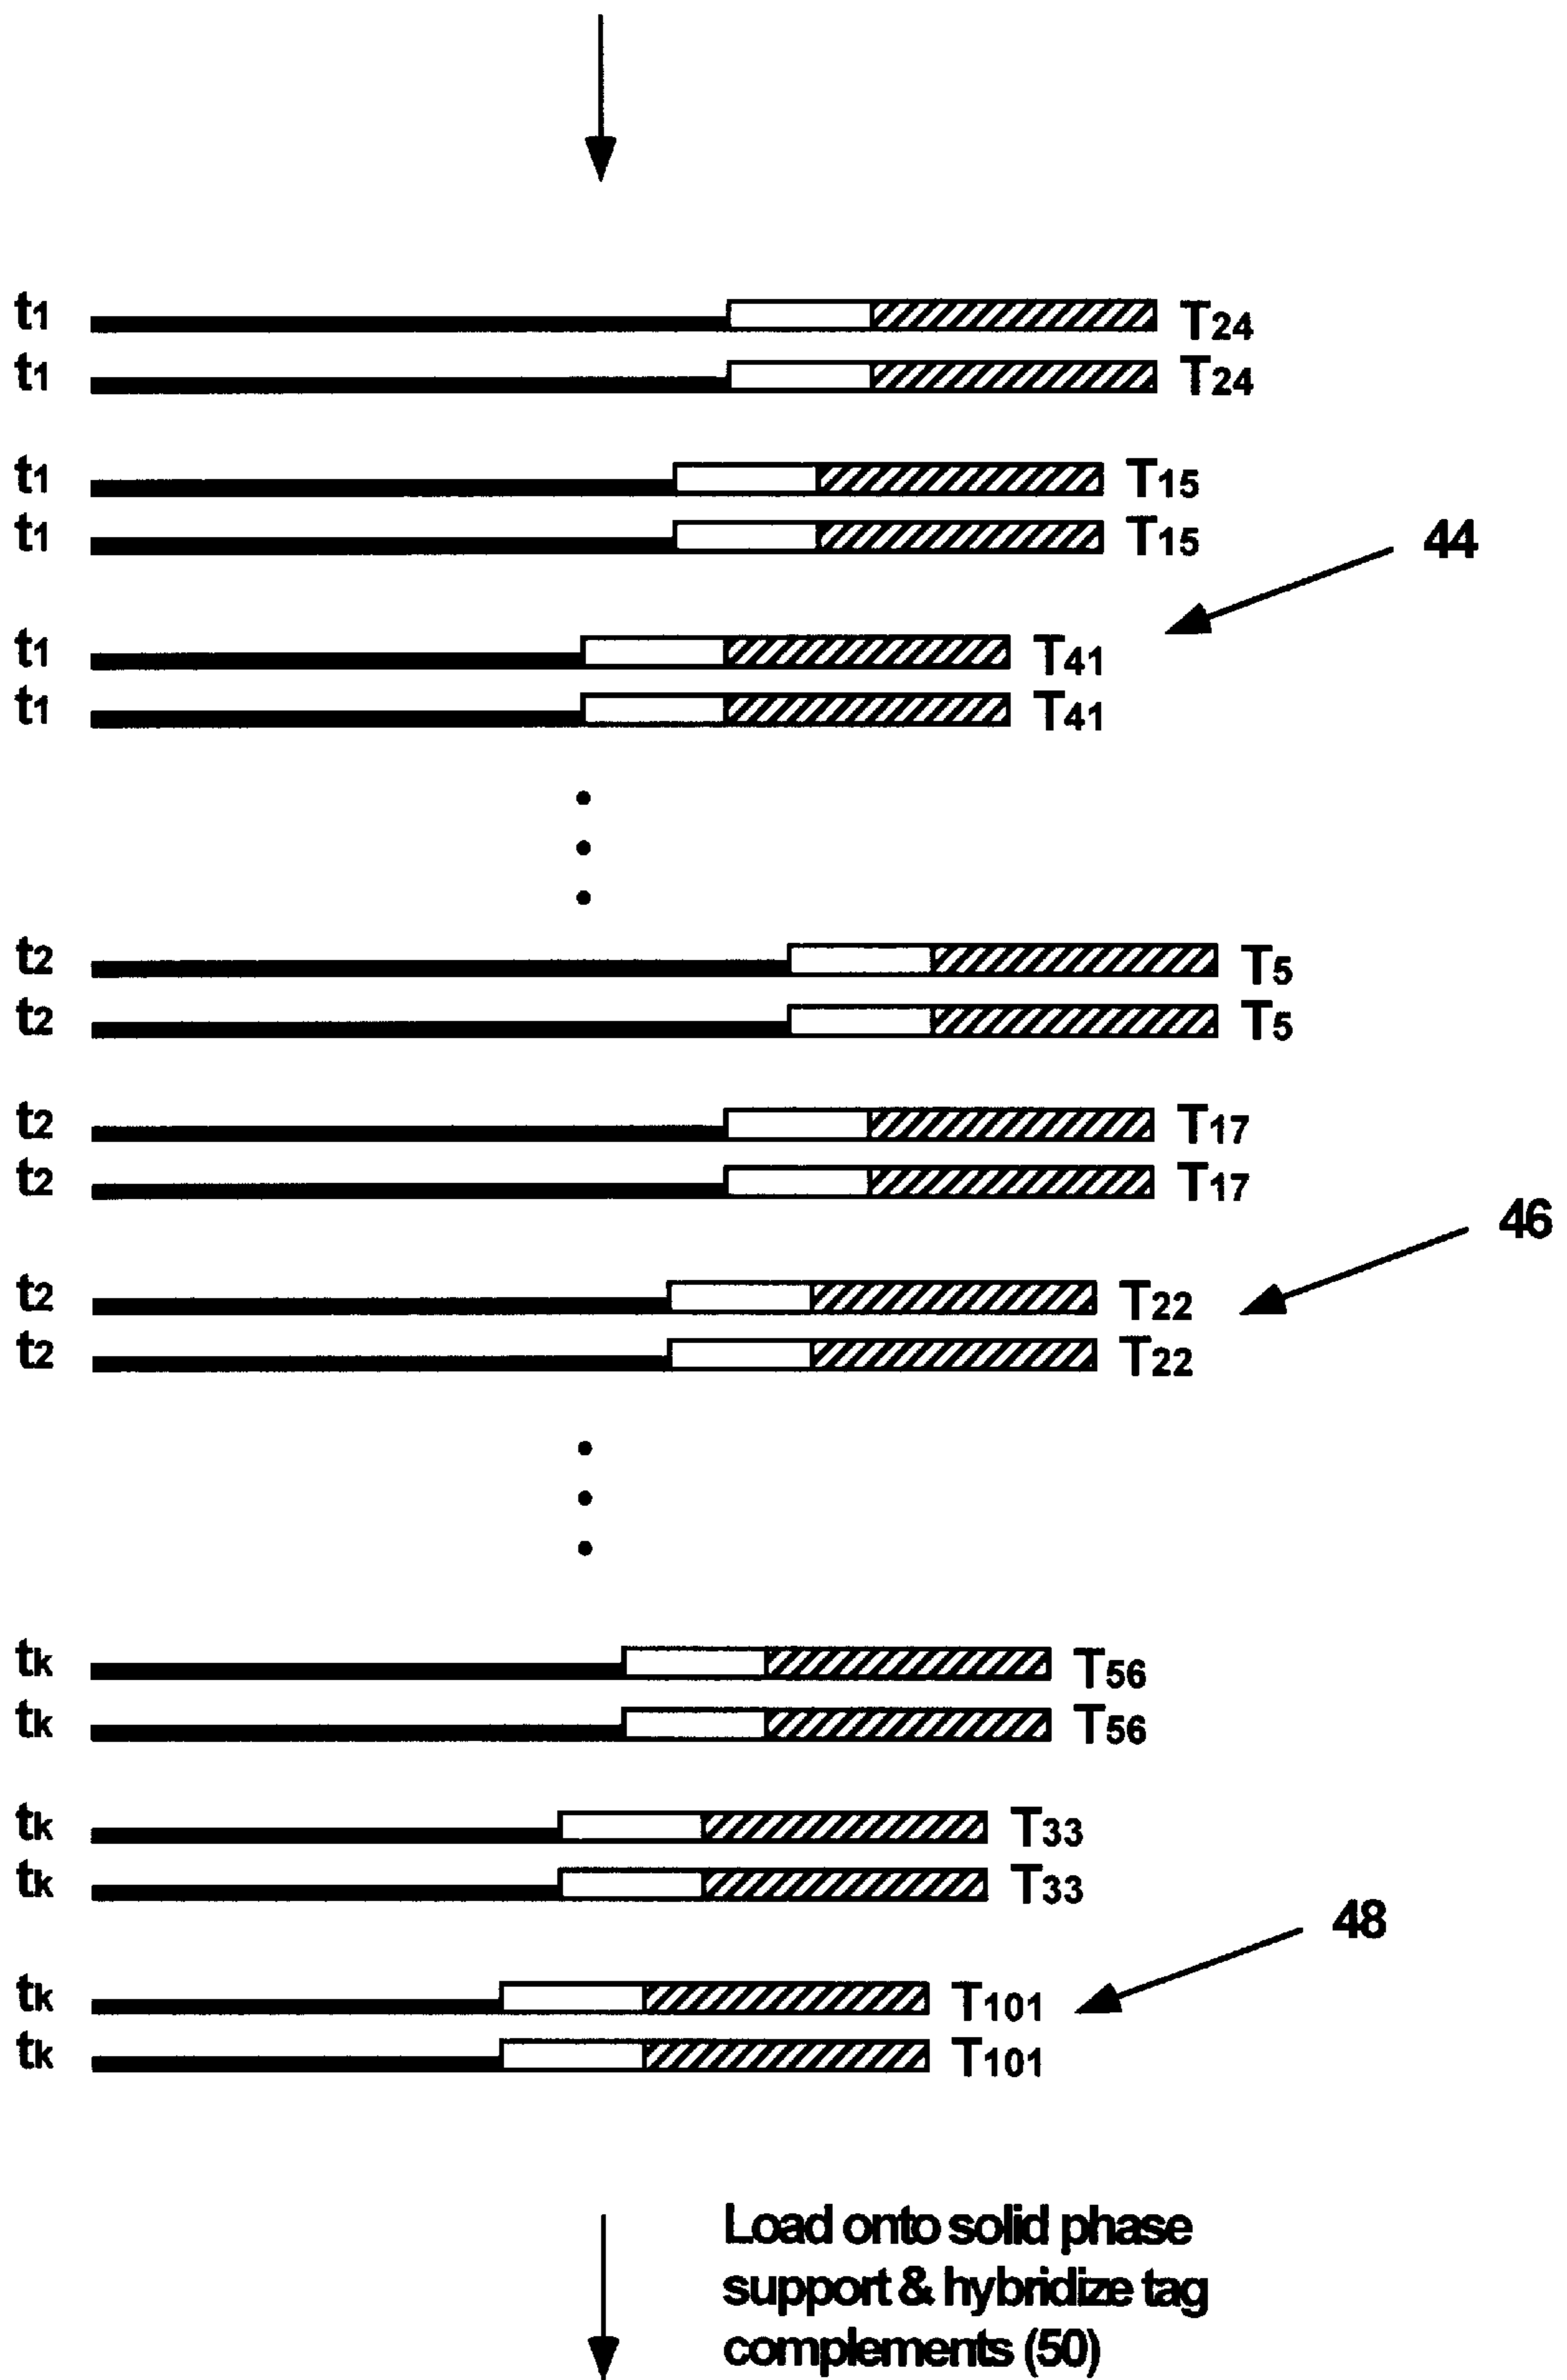 t1 T24
t1 T24
t1 T15
t1 T15
44
t1 T41
t1 T41
t2 T5
t2 T5
t2 T17
t2 T17
46
t2 T22
t2 T22
tk T56
tk T56
tk T33
tk T33
48
tk T101
tk T101
Load onto solid phase
support & hybridize tag
complements (50)